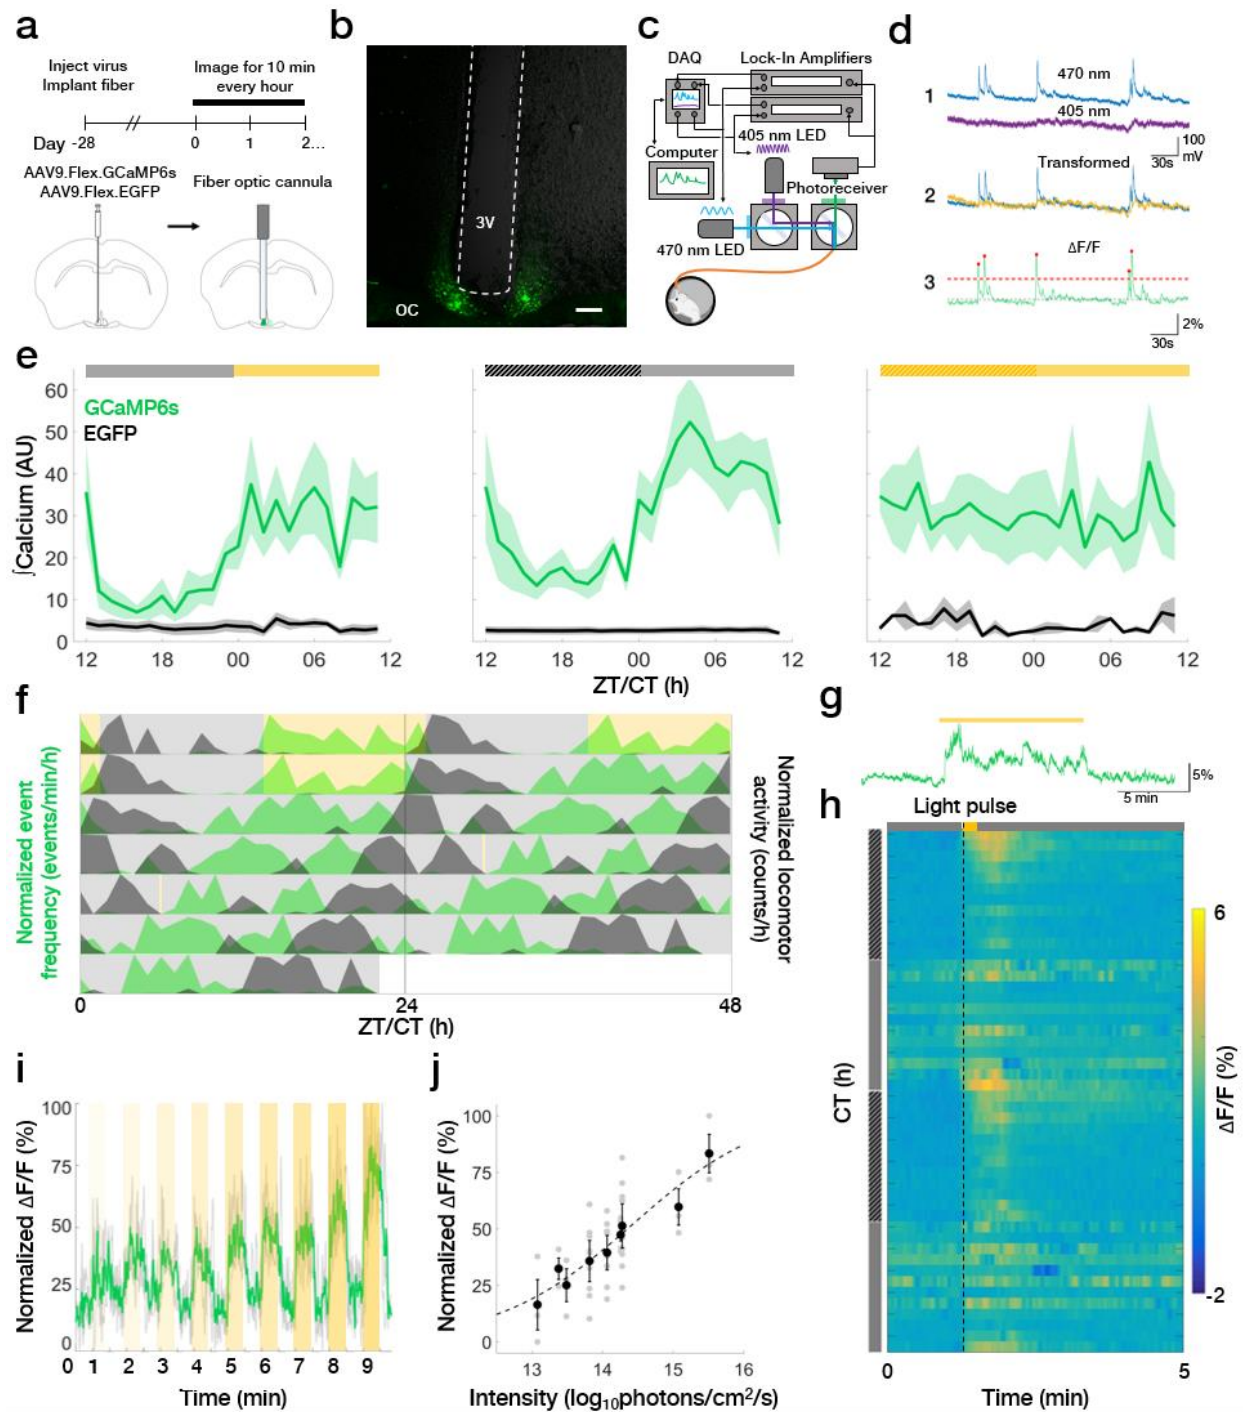 a
Inject virus
Implant fiber
Image for 10 min
every hour
Day
-28
0
1
2...
AAV9.Flex.GCaMP6s
AAV9.Flex.EGFP
Fiber optic cannula
b
3V
OC
c
DAQ
Lock-In Amplifiers
405 nm LED
Computer
Photoreceiver
470 nm LED
d
470 nm
1
405 nm
100
mV
30s
Transformed
2
ΔF/F
3
2%
30s
e
∫Calcium (AU)
60
50
40
30
20
10
0
GCaMP6s
EGFP
12
18
00
06
12
12
18
00
06
12
12
18
00
06
12
ZT/CT (h)
f
Normalized event
frequency (events/min/h)
Normalized locomotor
activity (counts/h)
0
24
48
ZT/CT (h)
g
5%
5 min
h
Light pulse
CT (h)
6
ΔF/F (%)
-2
0
5
Time (min)
i
Normalized ΔF/F (%)
100
75
50
25
0
0
1
2
3
4
5
6
7
8
9
Time (min)
j
Normalized ΔF/F (%)
100
75
50
25
0
13
14
15
16
Intensity (log₁₀photons/cm²/s)